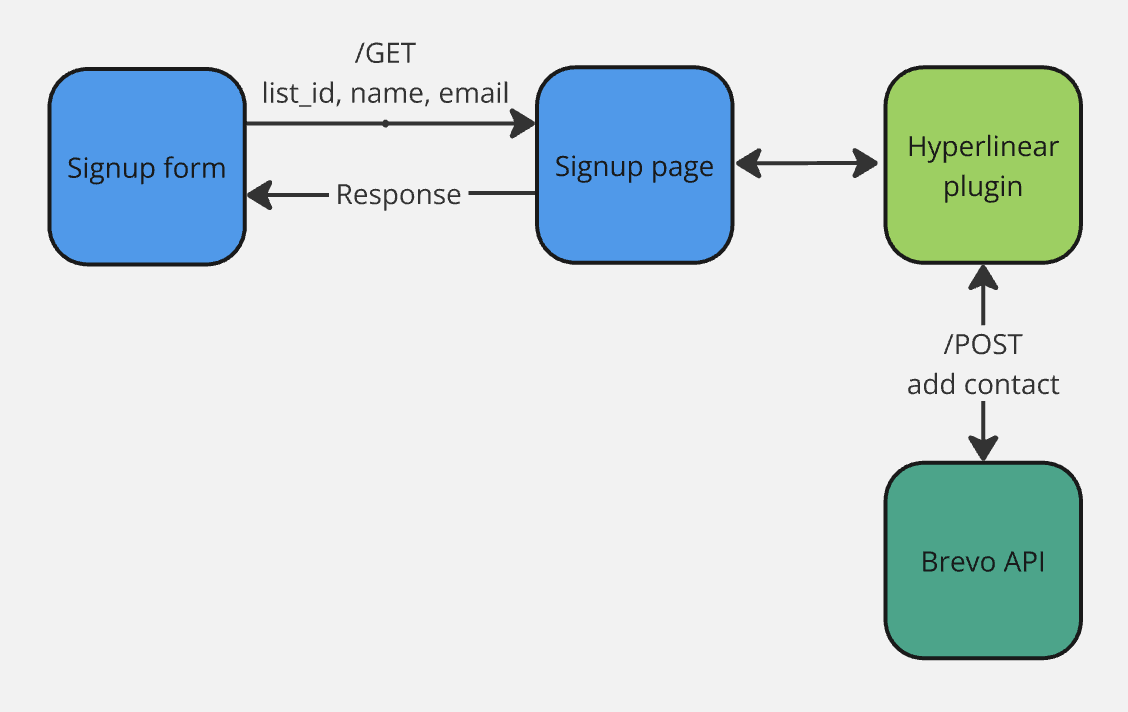 /GET
list_id, name, email
Signup form
Response
Signup page
Hyperlinear
plugin
/POST
add contact
Brevo API